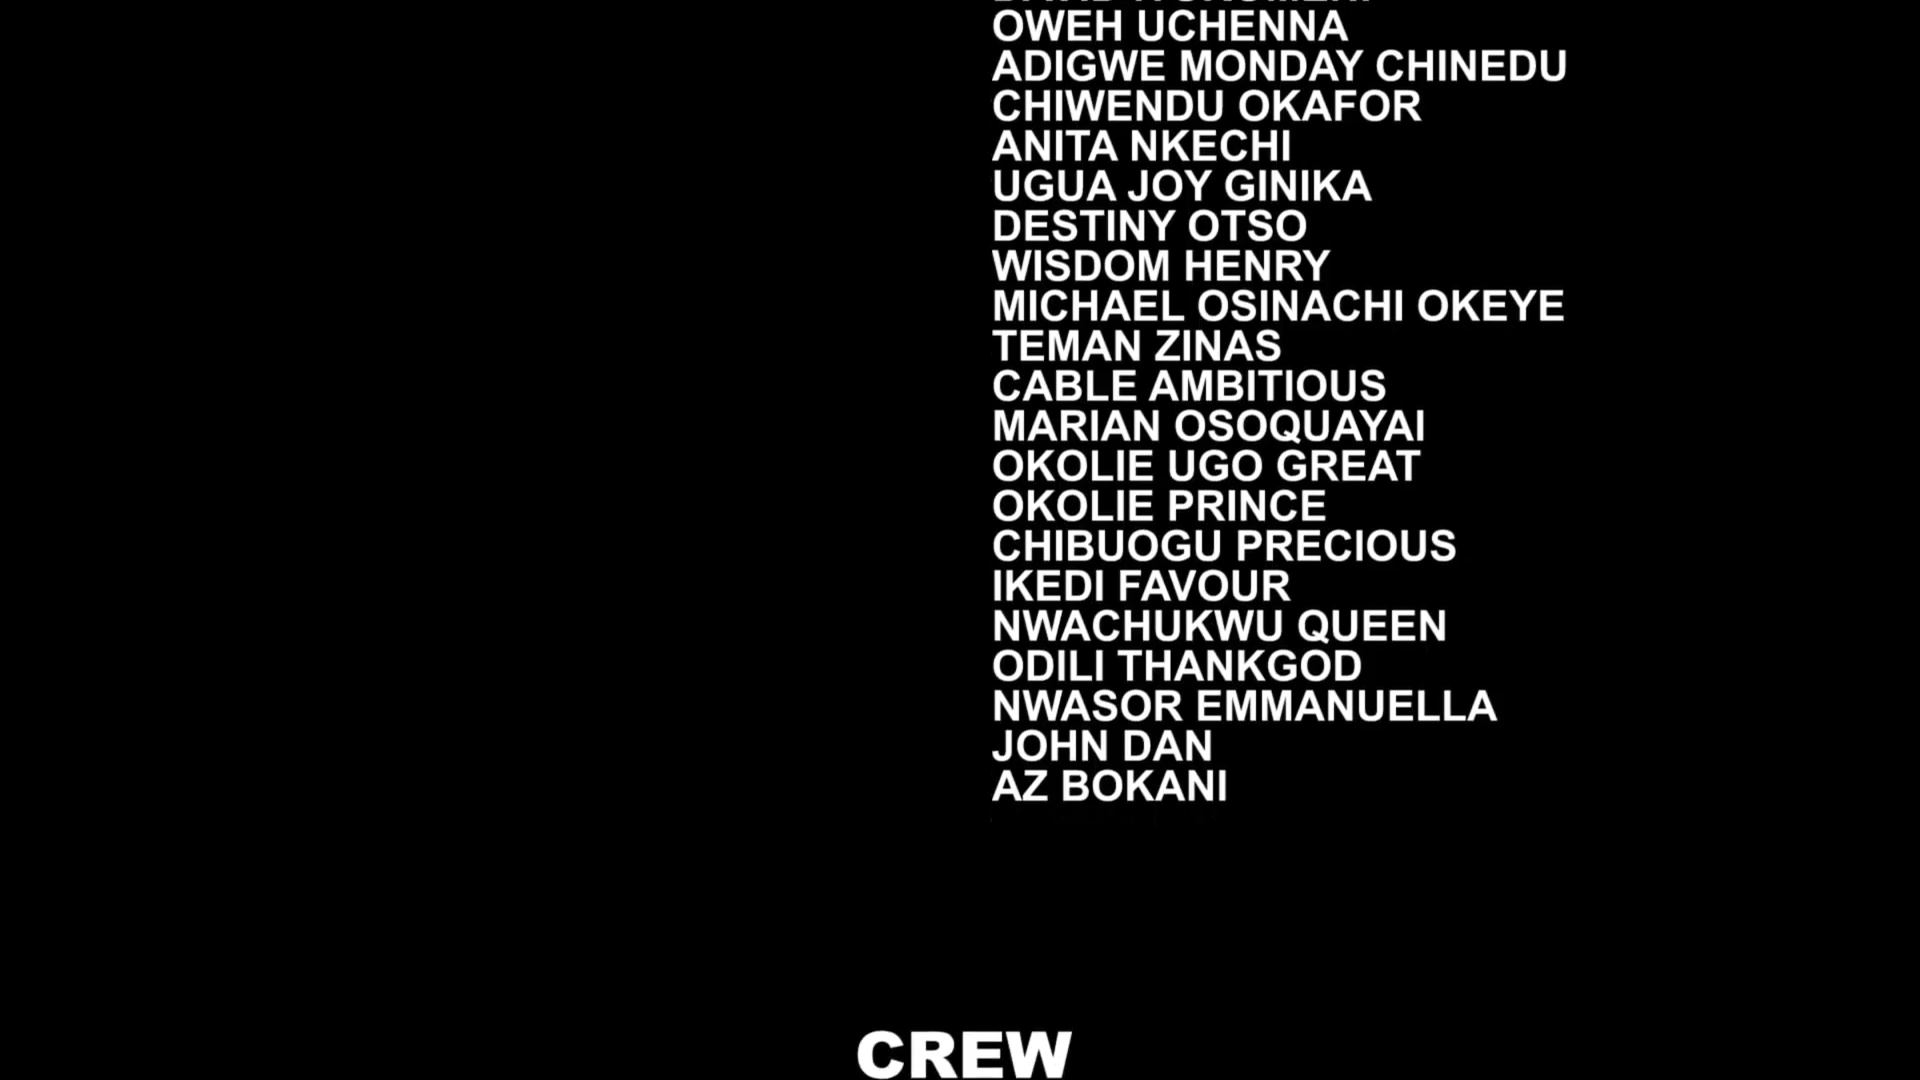 OWEH UCHENNA
ADIGWE MONDAY CHINEDU
CHIWENDU OKAFOR
ANITA NKECHI
UGUA JOY GINIKA
DESTINY OTSO
WISDOM HENRY
MICHAEL OSINACHI OKEYE
TEMAN ZINAS
CABLE AMBITIOUS
MARIAN OSOQUAYAI
OKOLIE UGO GREAT
OKOLIE PRINCE
CHIBUOGU PRECIOUS
IKEDI FAVOUR
NWACHUKWU QUEEN
ODILI THANKGOD
NWASOR EMMANUELLA
JOHN DAN
AZ BOKANI
CREW